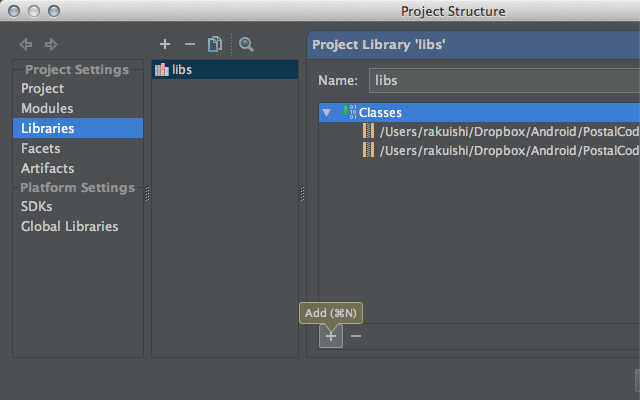 Project Structure
Project Settings
Project
Modules
Libraries
Facets
Artifacts
Platform Settings
SDKs
Global Libraries
libs
Project Library 'libs'
Name: libs
Classes
/Users/rakuishi/Dropbox/Android/PostalCod
/Users/rakuishi/Dropbox/Android/PostalCod
Add (⌘N)